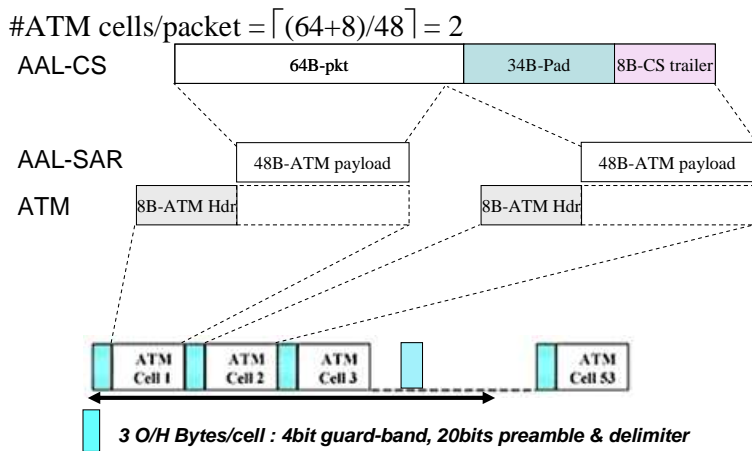 #ATM cells/packet = ⌈(64+8)/48⌉ = 2
AAL-CS
64B-pkt
34B-Pad
8B-CS trailer
AAL-SAR
48B-ATM payload
48B-ATM payload
ATM
8B-ATM Hdr
8B-ATM Hdr
ATM
Cell 1
ATM
Cell 2
ATM
Cell 3
ATM
Cell 53
3 O/H Bytes/cell : 4bit guard-band, 20bits preamble & delimiter